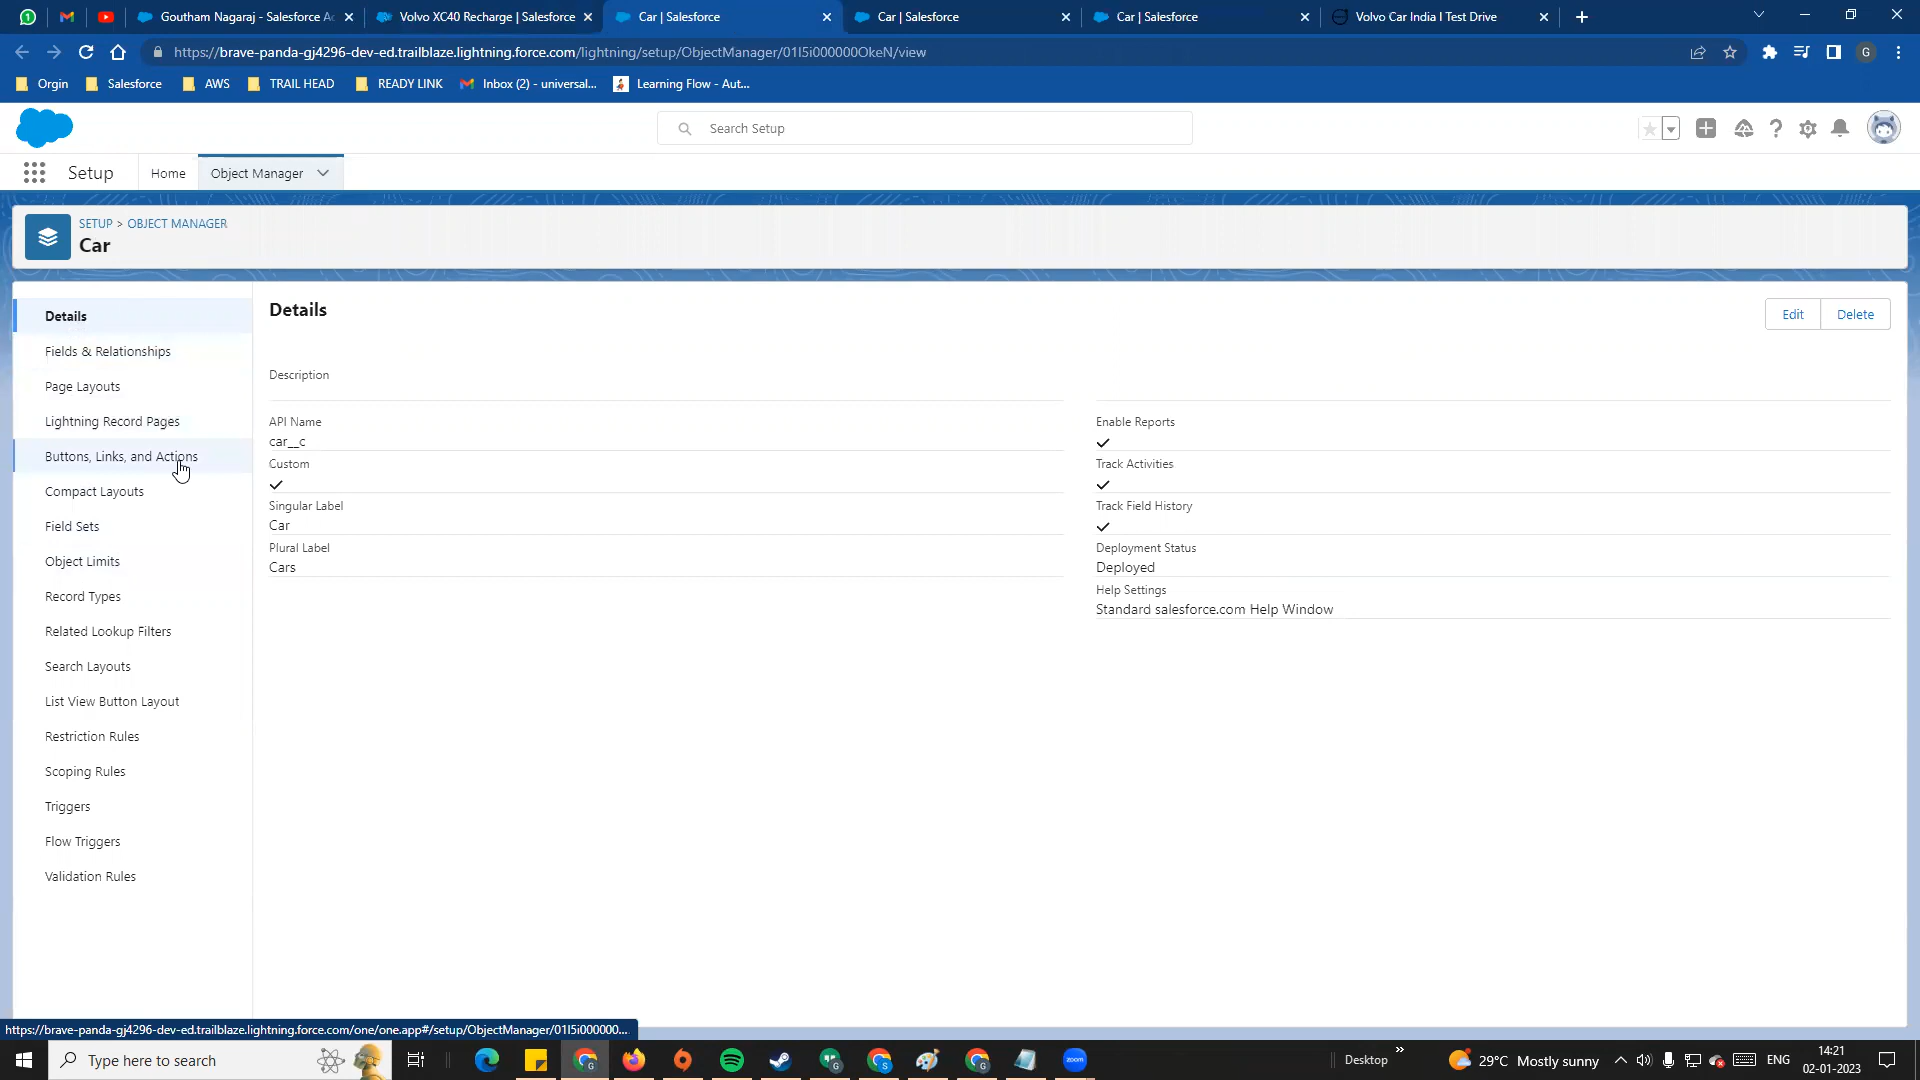 Goutham Nagaraj - Salesforce Ac
Volvo XC40 Recharge | Salesforce
Car | Salesforce
Car | Salesforce
Car | Salesforce
Volvo Car India I Test Drive
https://brave-panda-gj4296-dev-ed.trailblaze.lightning.force.com/lightning/setup/ObjectManager/01I5i000000OkeN/view
G
Orgin
Salesforce
AWS
TRAIL HEAD
READY LINK
Inbox (2) - universal...
Learning Flow - Aut...
Search Setup
Setup
Home
Object Manager
SETUP > OBJECT MANAGER
Car
Details
Fields & Relationships
Page Layouts
Lightning Record Pages
Buttons, Links, and Actions
Compact Layouts
Field Sets
Object Limits
Record Types
Related Lookup Filters
Search Layouts
List View Button Layout
Restriction Rules
Scoping Rules
Triggers
Flow Triggers
Validation Rules
Details
Edit
Delete
Description
API Name
car__c
Custom
Singular Label
Car
Plural Label
Cars
Enable Reports
Track Activities
Track Field History
Deployment Status
Deployed
Help Settings
Standard salesforce.com Help Window
https://brave-panda-gj4296-dev-ed.trailblaze.lightning.force.com/one/one.app#/setup/ObjectManager/01I5i000000...
Type here to search
zoom
Desktop
29°C Mostly sunny
ENG
14:21
02-01-2023